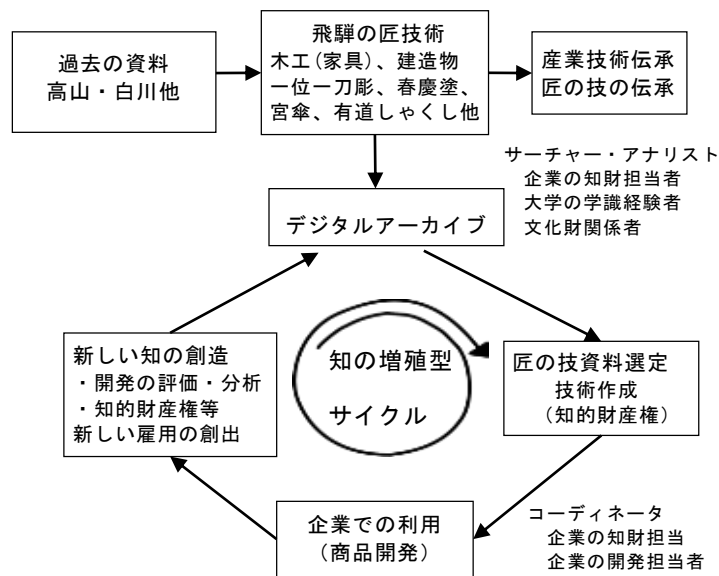 過去の資料
高山・白川他
飛騨の匠技術
木工(家具)、建造物
一位一刀彫、春慶塗、
宮傘、有道しゃくし他
産業技術伝承
匠の技の伝承
サーチャー・アナリスト
企業の知財担当者
大学の学識経験者
文化財関係者
デジタルアーカイブ
新しい知の創造
・開発の評価・分析
・知的財産権等
新しい雇用の創出
知の増殖型
サイクル
匠の技資料選定
技術作成
（知的財産権）
企業での利用
（商品開発）
コーディネータ
企業の知財担当
企業の開発担当者